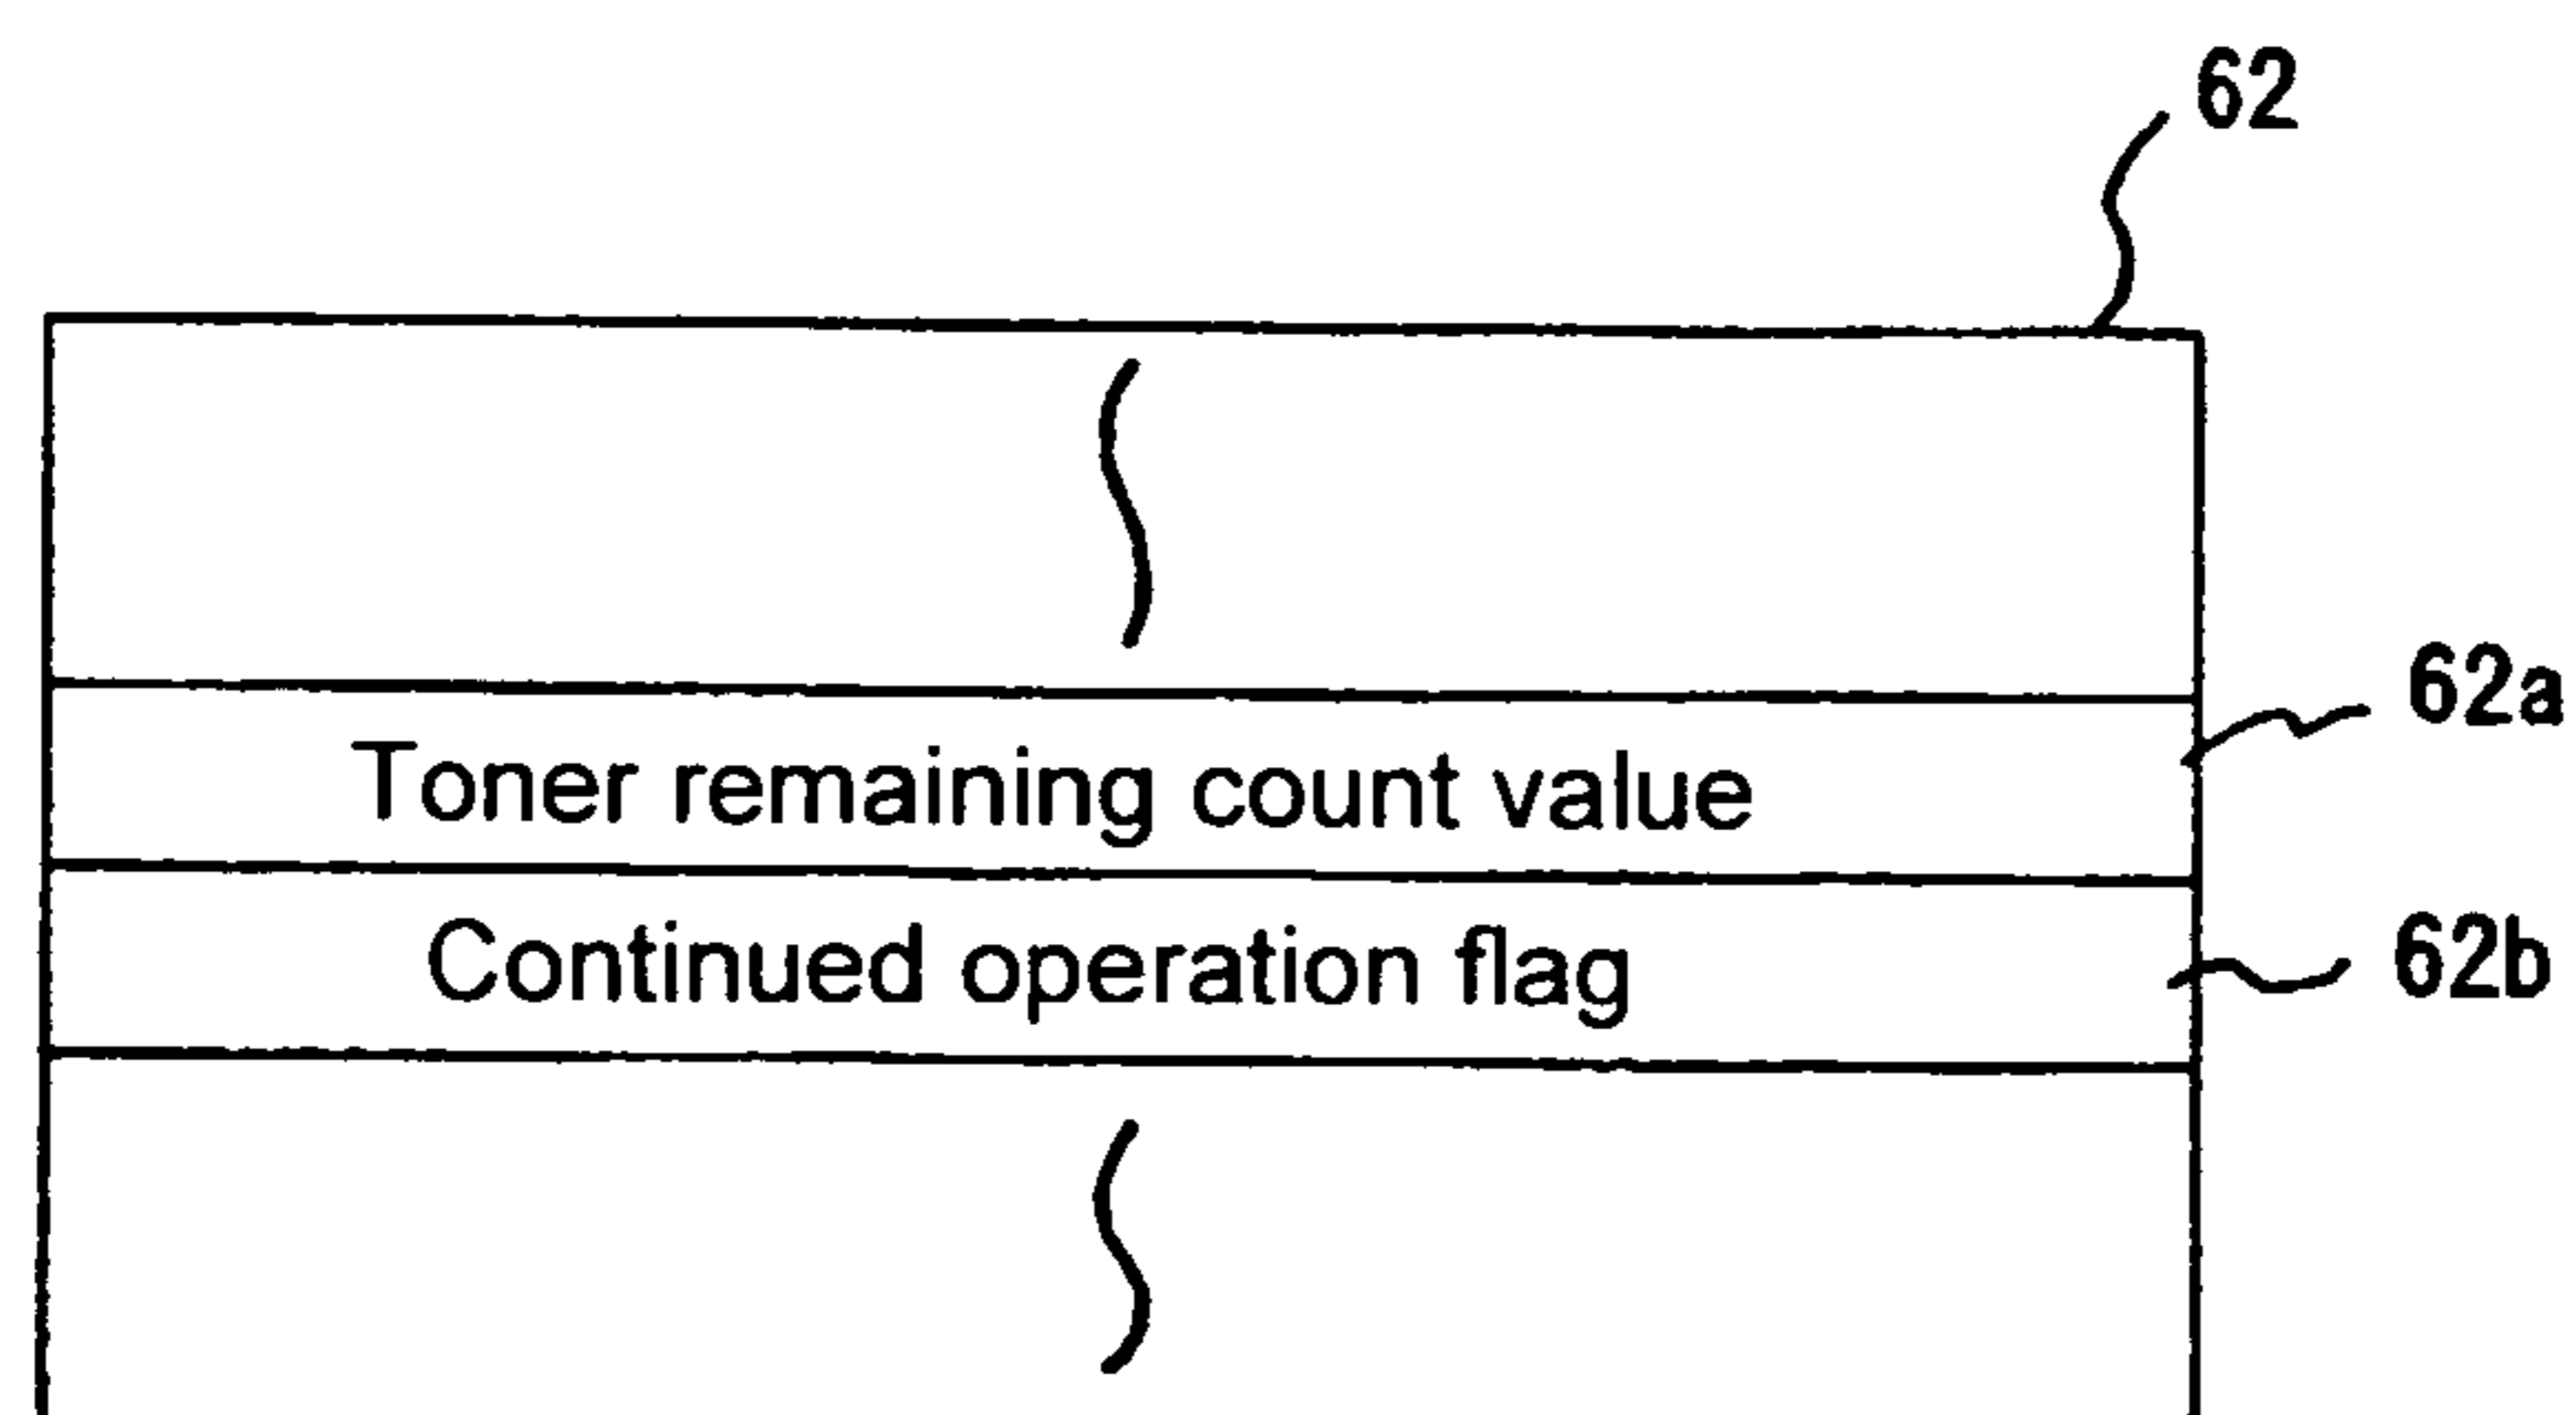 62
62a
Toner remaining count value
Continued operation flag
62b